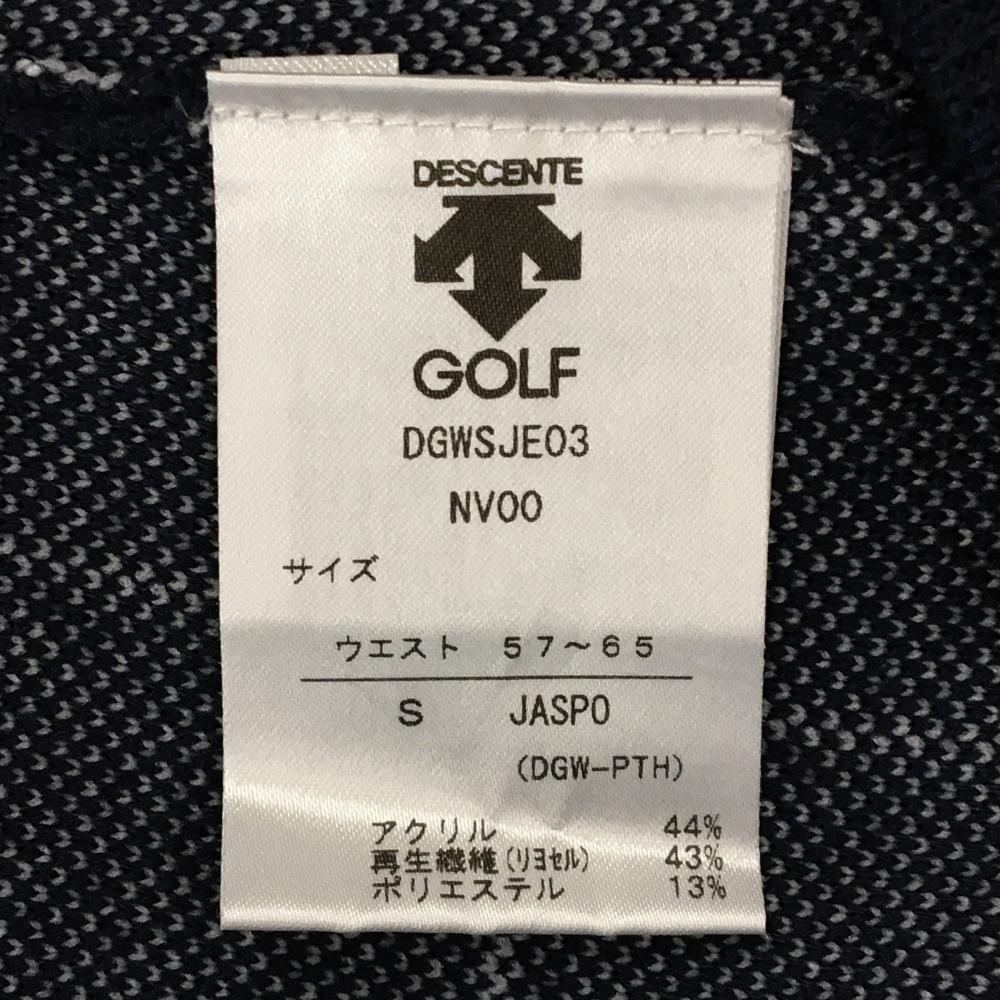 DESCENTE
GOLF
DGWSJE03
NV00
サイズ
ウエスト 57〜65
S JASPO
(DGW-PTH)
アクリル 44%
再生繊維(リヨセル) 43%
ポリエステル 13%